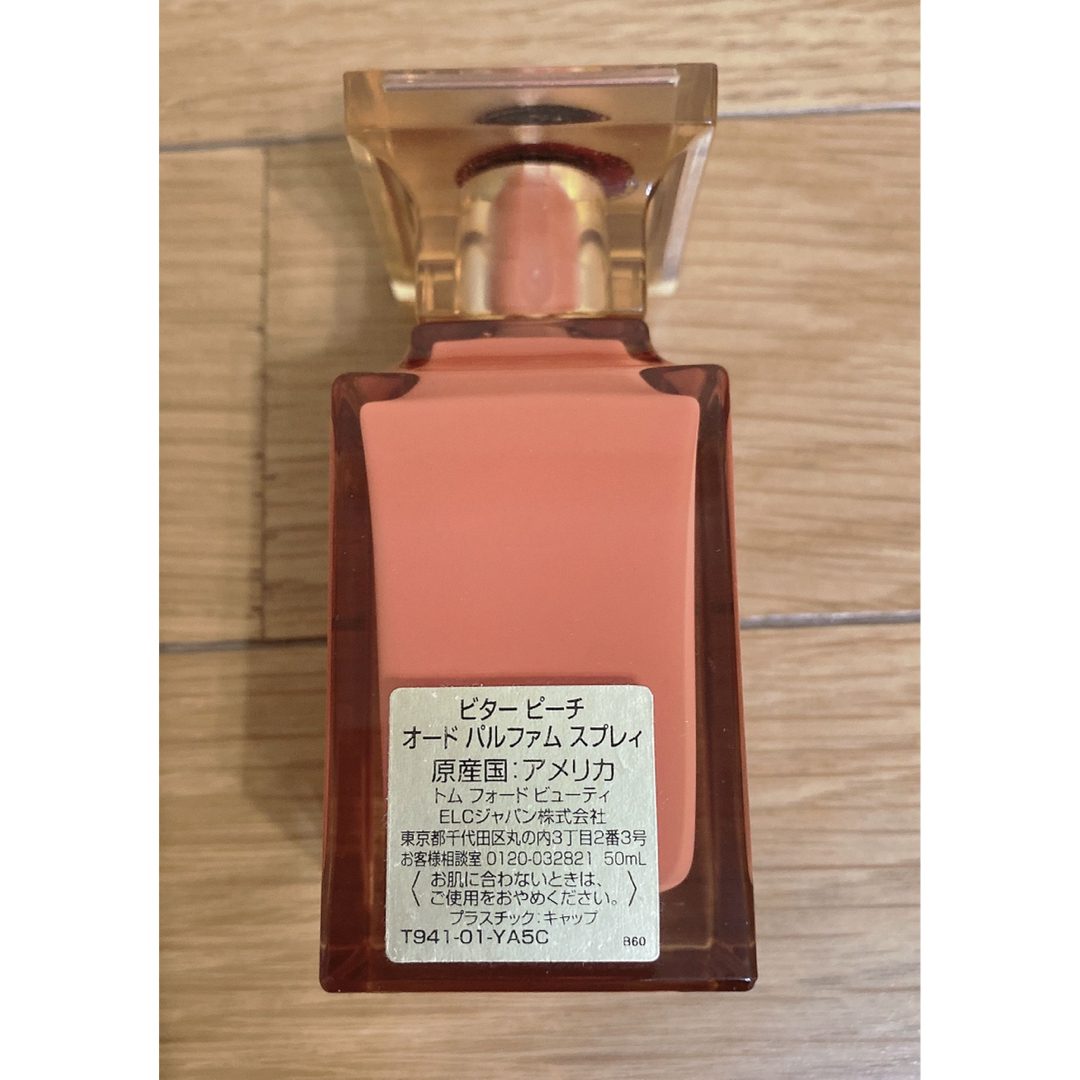 ビター ピーチ
オード パルファム スプレィ
原産国：アメリカ
トム フォード ビューティ
ELCジャパン株式会社
東京都千代田区丸の内3丁目2番3号
お客様相談室 0120-032821 50mL
〈 お肌に合わないときは、
ご使用をおやめください。〉
プラスチック：キャップ
T941-01-YA5C B60